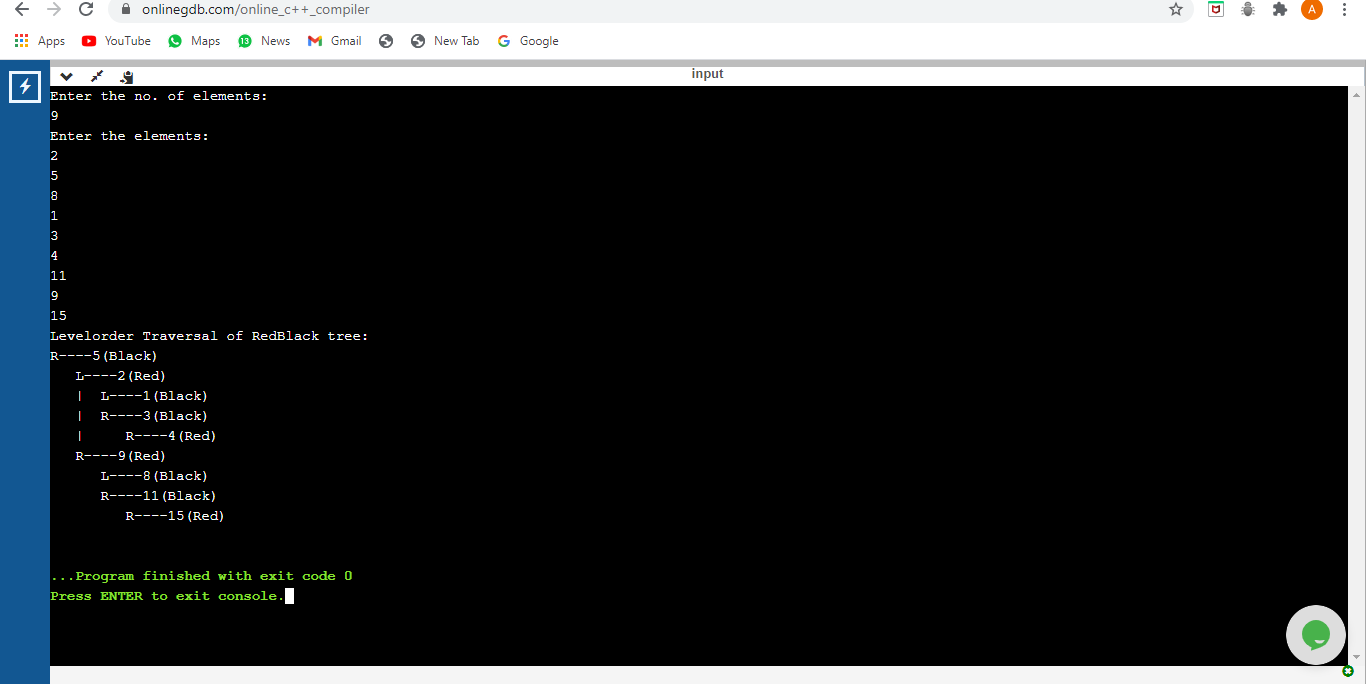 onlinegdb.com/online_c++_compiler
A
Apps YouTube Maps 13 News Gmail New Tab Google
input
Enter the no. of elements:
9
Enter the elements:
2
5
8
1
3
4
11
9
15
Levelorder Traversal of RedBlack tree:
R----5(Black)
   L----2(Red)
   |  L----1(Black)
   |  R----3(Black)
   |     R----4(Red)
   R----9(Red)
      L----8(Black)
      R----11(Black)
         R----15(Red)
...Program finished with exit code 0
Press ENTER to exit console.